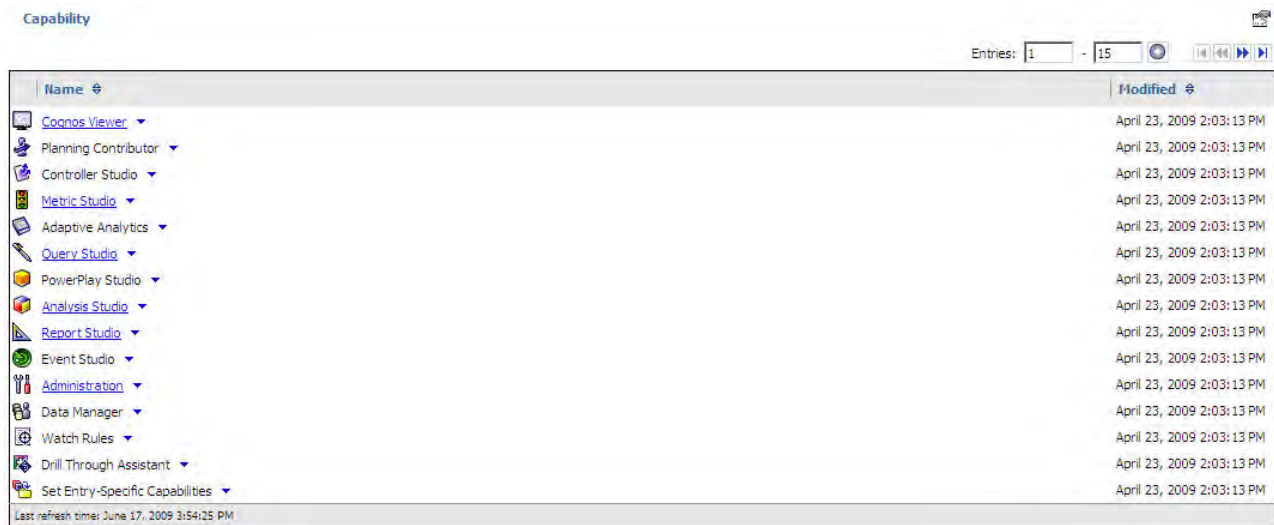 Capability
Entries: 1 - 15
Name Modified
Cognos Viewer April 23, 2009 2:03:13 PM
Planning Contributor April 23, 2009 2:03:13 PM
Controller Studio April 23, 2009 2:03:13 PM
Metric Studio April 23, 2009 2:03:13 PM
Adaptive Analytics April 23, 2009 2:03:13 PM
Query Studio April 23, 2009 2:03:13 PM
PowerPlay Studio April 23, 2009 2:03:13 PM
Analysis Studio April 23, 2009 2:03:13 PM
Report Studio April 23, 2009 2:03:13 PM
Event Studio April 23, 2009 2:03:13 PM
Administration April 23, 2009 2:03:13 PM
Data Manager April 23, 2009 2:03:13 PM
Watch Rules April 23, 2009 2:03:13 PM
Drill Through Assistant April 23, 2009 2:03:13 PM
Set Entry-Specific Capabilities April 23, 2009 2:03:13 PM
Last refresh time: June 17, 2009 3:54:25 PM